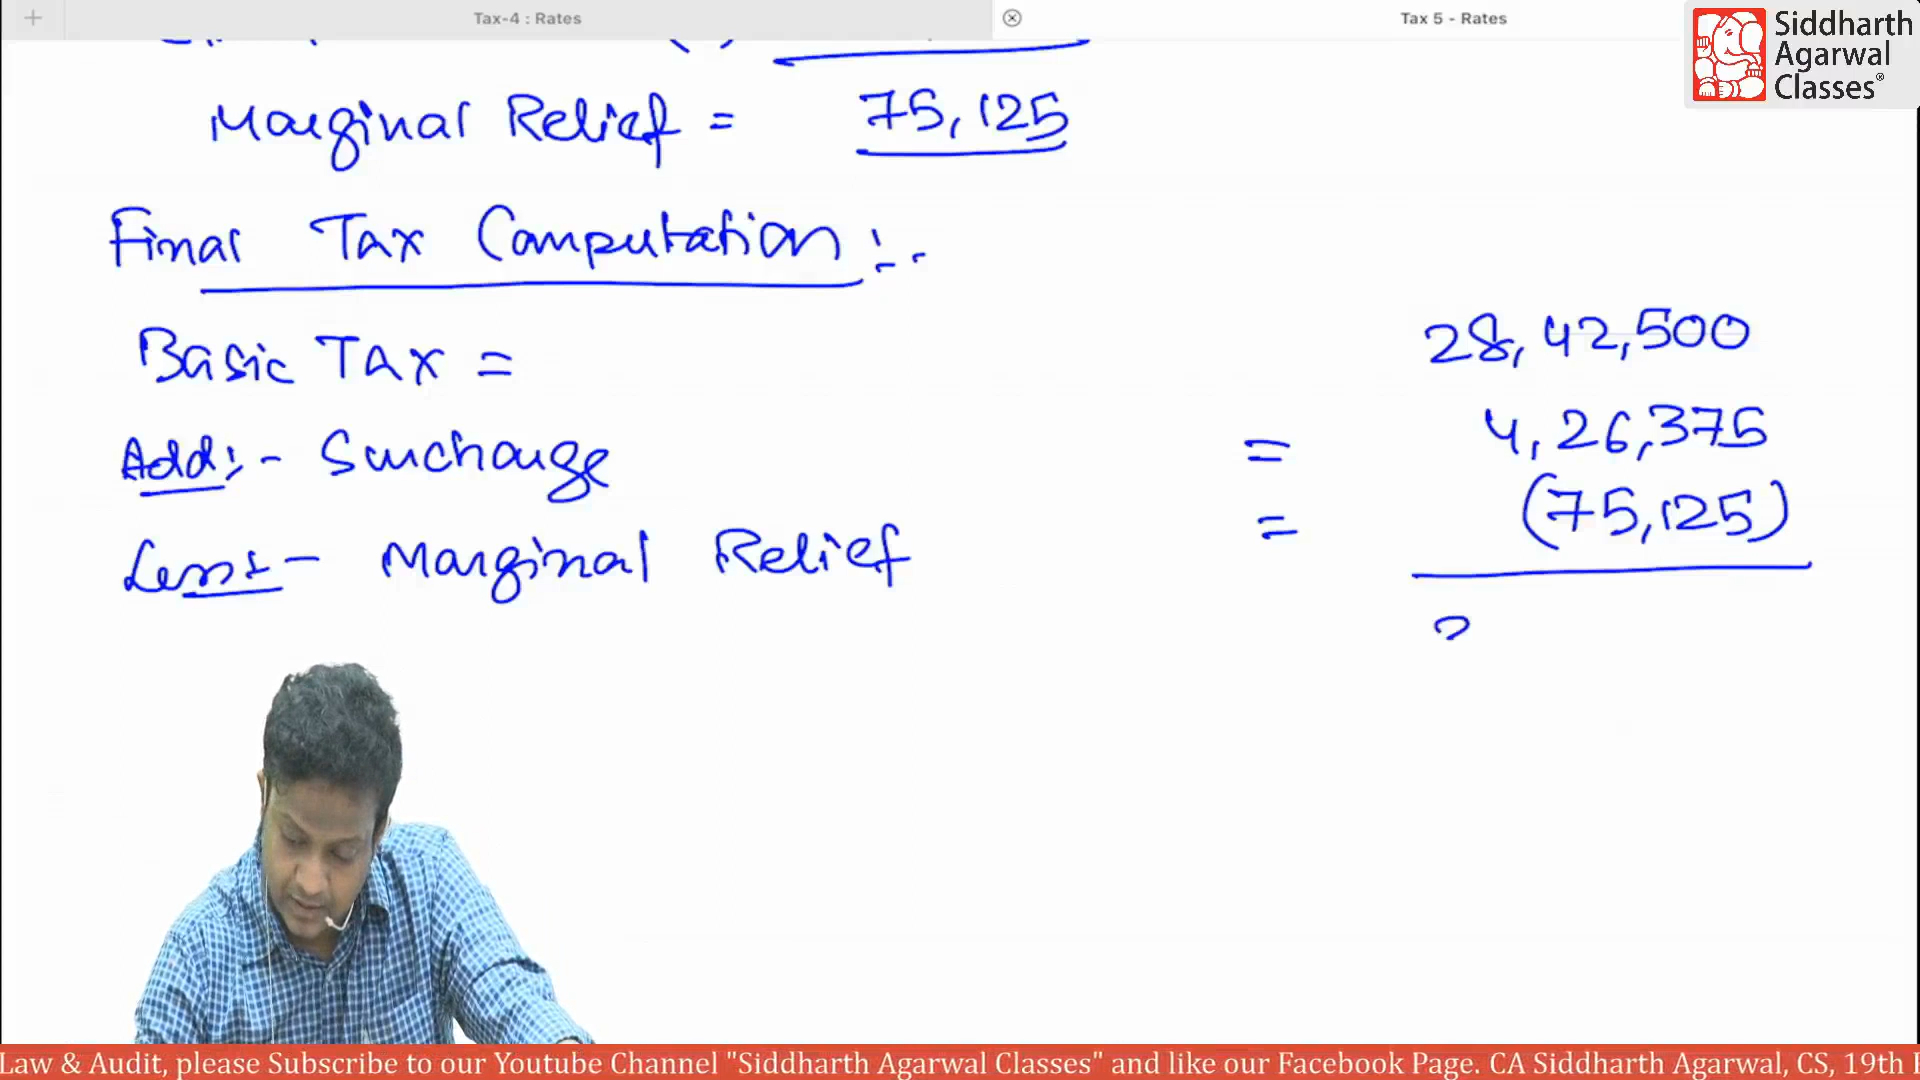 Tax-4 : Rates
Tax 5 - Rates
Siddharth
Agarwal
Classes®
Marginal Relief = 75,125
Final Tax Computation :-
Basic Tax = 28,42,500
Add:- Surcharge = 4,26,375
Less:- Marginal Relief = (75,125)
Law & Audit, please Subscribe to our Youtube Channel "Siddharth Agarwal Classes" and like our Facebook Page. CA Siddharth Agarwal, CS, 19th